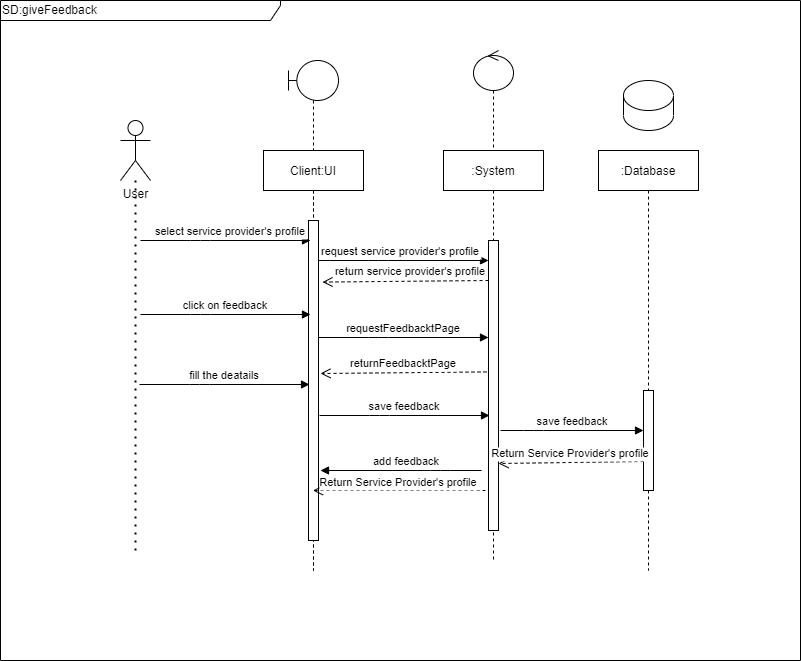 SD:giveFeedback
Client:UI
:System
:Database
User
select service provider's profile
request service provider's profile
return service provider's profile
click on feedback
requestFeedbacktPage
returnFeedbacktPage
fill the deatails
save feedback
save feedback
Return Service Provider's profile
add feedback
Return Service Provider's profile